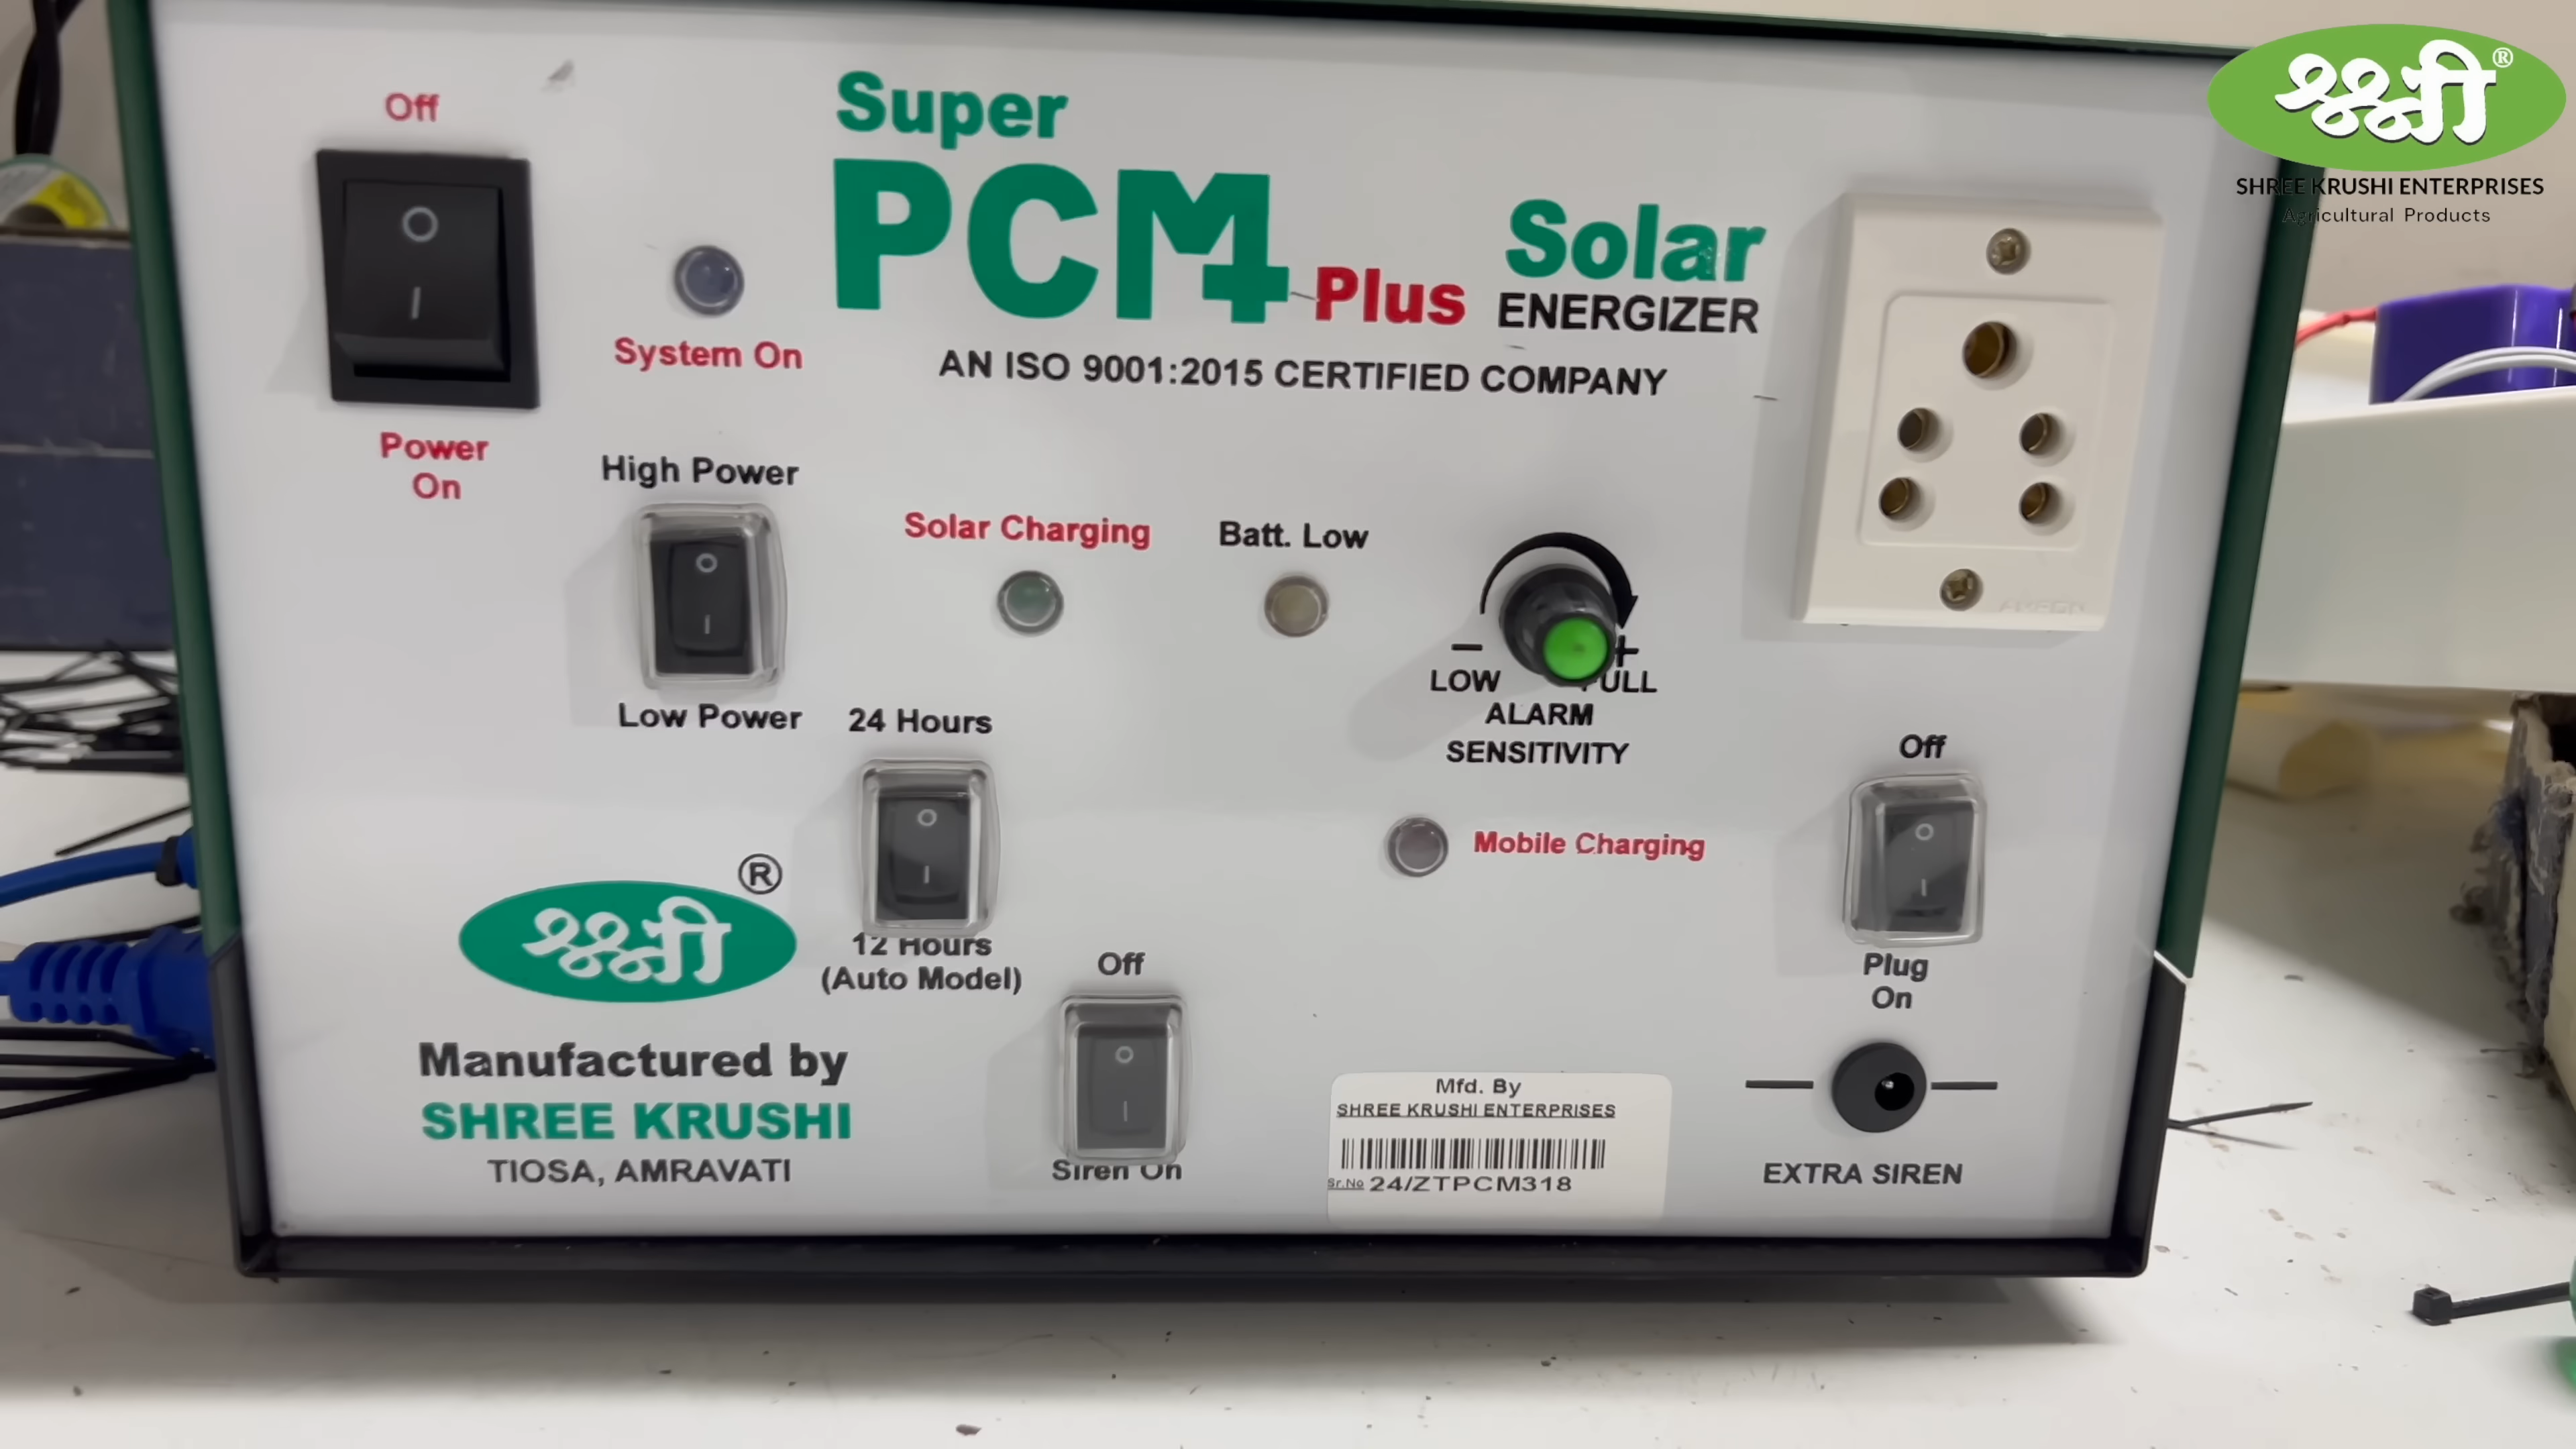 श्री®
SHREE KRUSHI ENTERPRISES
Agricultural Products
Off
Super
PCM Plus Solar
ENERGIZER
AN ISO 9001:2015 CERTIFIED COMPANY
System On
Power
On
High Power
Low Power
Solar Charging
Batt. Low
− +
LOW FULL
ALARM
SENSITIVITY
24 Hours
12 Hours
(Auto Model)
Mobile Charging
Off
Plug
On
श्री®
Manufactured by
SHREE KRUSHI
TIOSA, AMRAVATI
Off
Siren On
Mfd. By
SHREE KRUSHI ENTERPRISES
Sr.No 24/ZTPCM318
EXTRA SIREN